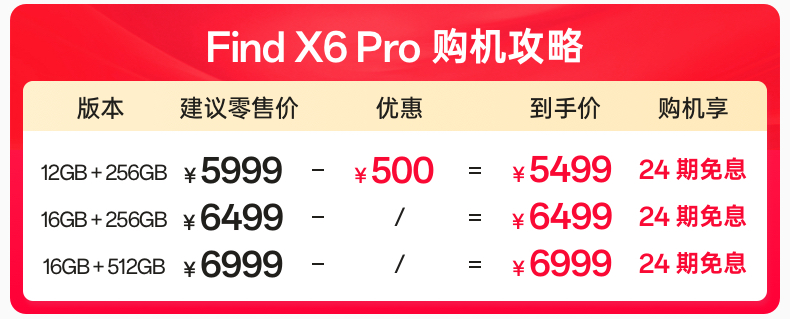 Find X6 Pro 购机攻略
版本 建议零售价 优惠 到手价 购机享
12GB+256GB ¥5999 - ¥500 = ¥5499 24 期免息
16GB+256GB ¥6499 - / = ¥6499 24 期免息
16GB+512GB ¥6999 - / = ¥6999 24 期免息